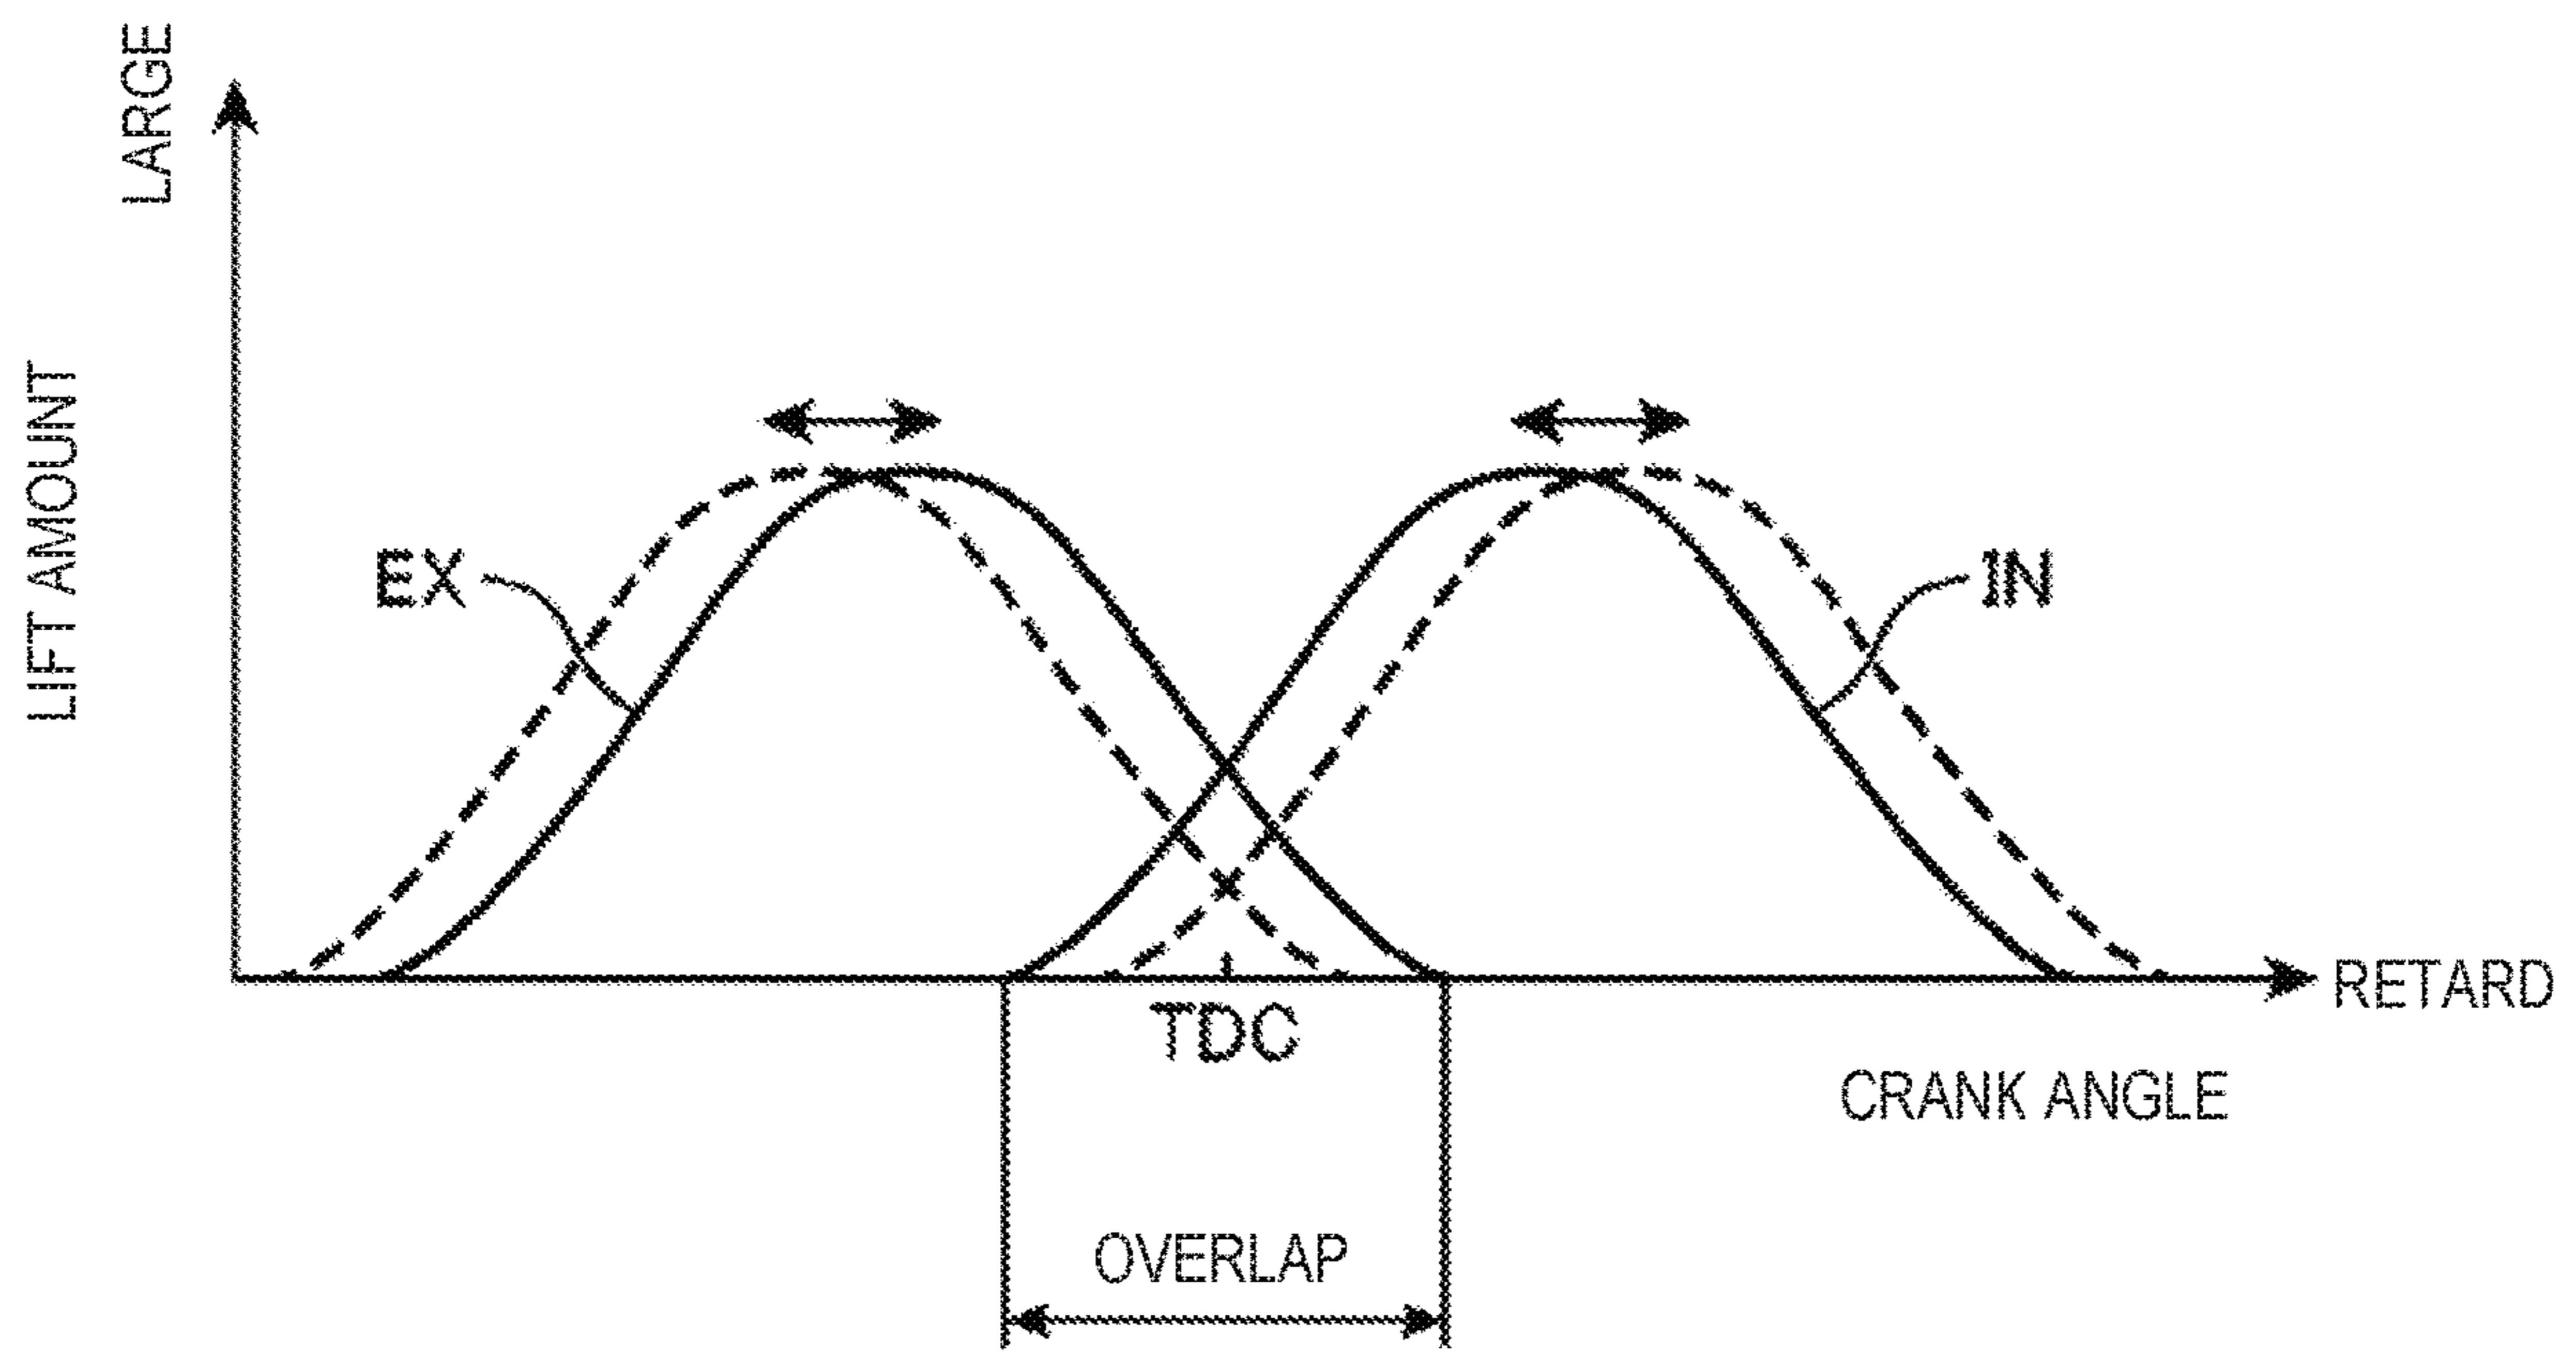 LARGE
LIFT AMOUNT
EX
IN
RETARD
TDC
CRANK ANGLE
OVERLAP